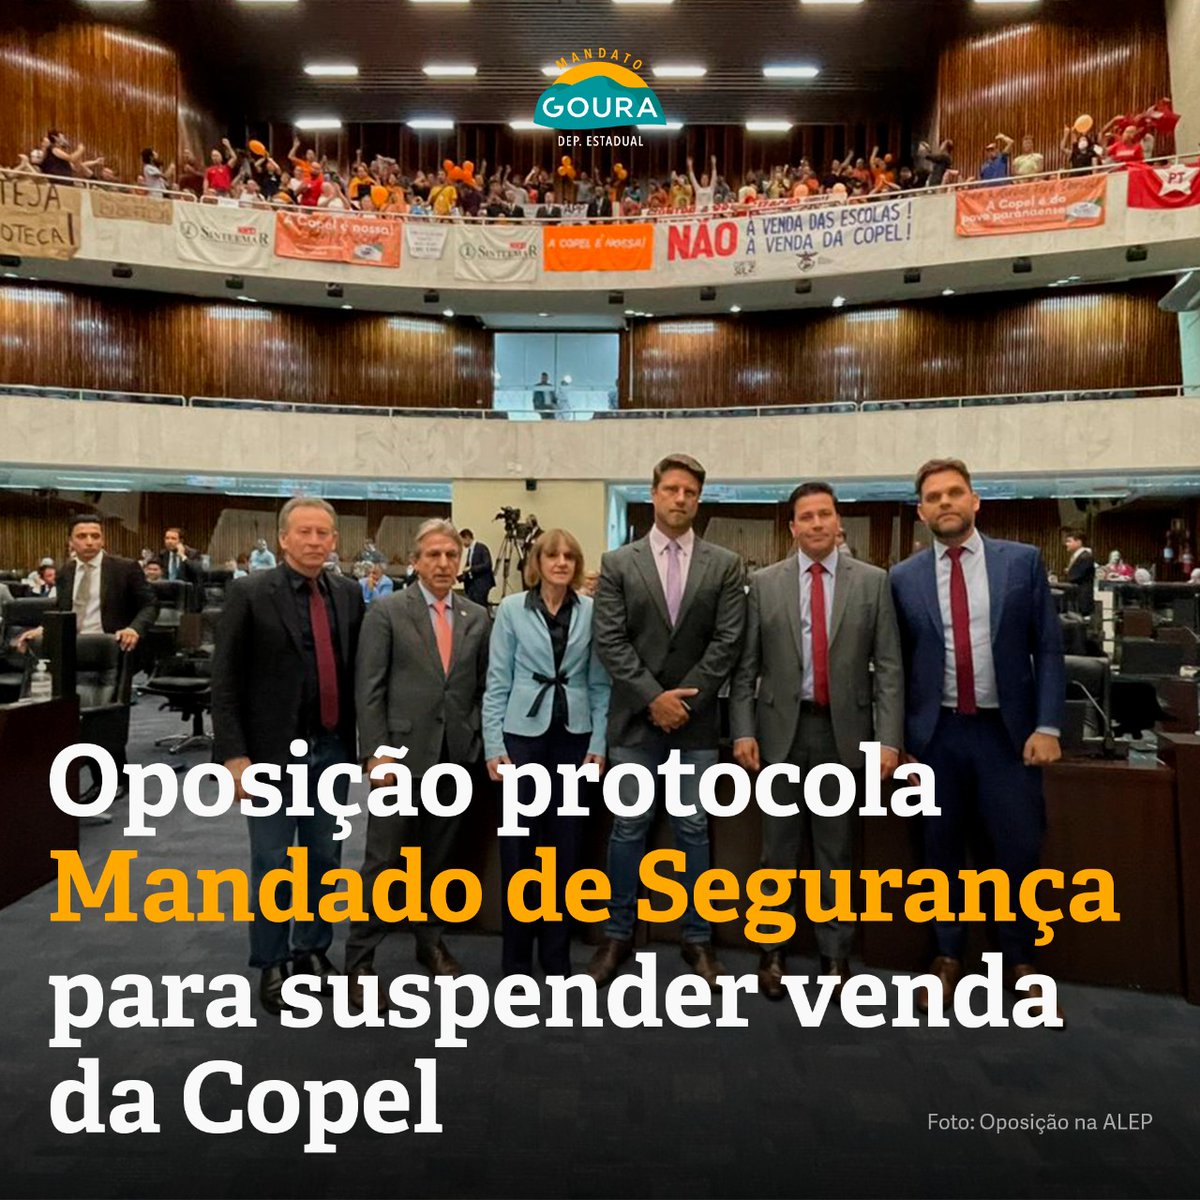 MANDATO
GOURA
DEP. ESTADUAL
TEJA
OTECA!
SINTEEMAR
A Copel é nossa!
SINTEEMAR
A COPEL É NOSSA!
NÃO À VENDA DAS ESCOLAS!
À VENDA DA COPEL!
A Copel é do
povo paranaense
PT
Oposição protocola
Mandado de Segurança
para suspender venda
da Copel
Foto: Oposição na ALEP